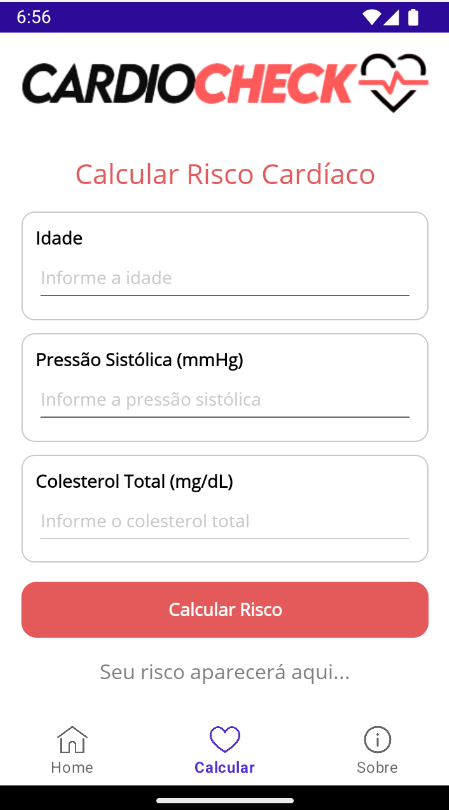 6:56
CARDIOCHECK
Calcular Risco Cardíaco
Idade
Informe a idade
Pressão Sistólica (mmHg)
Informe a pressão sistólica
Colesterol Total (mg/dL)
Informe o colesterol total
Calcular Risco
Seu risco aparecerá aqui...
Home
Calcular
Sobre